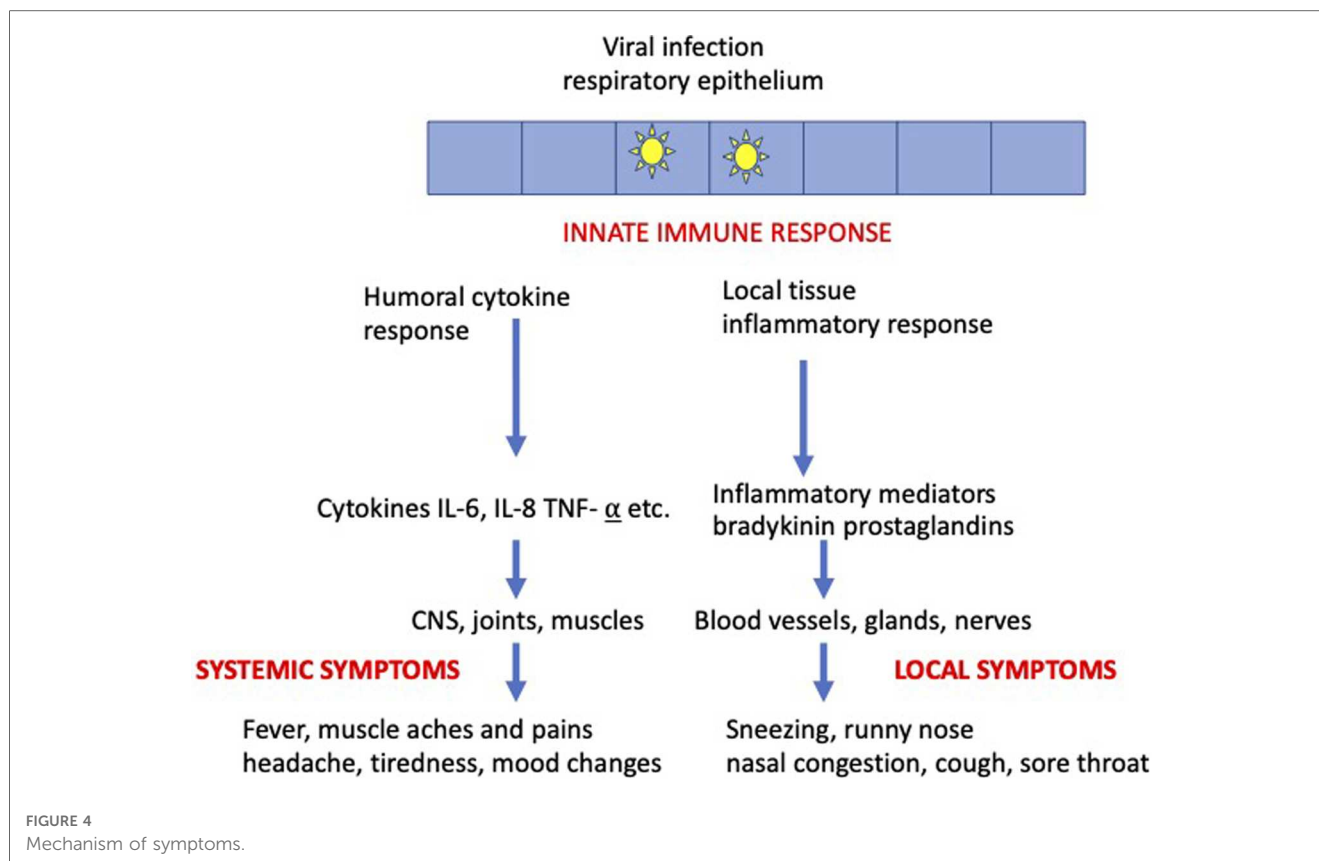 Viral infection
respiratory epithelium
INNATE IMMUNE RESPONSE
Humoral cytokine
response
Local tissue
inflammatory response
Cytokines IL-6, IL-8 TNF- α etc.
Inflammatory mediators
bradykinin prostaglandins
CNS, joints, muscles
Blood vessels, glands, nerves
SYSTEMIC SYMPTOMS
LOCAL SYMPTOMS
Fever, muscle aches and pains
headache, tiredness, mood changes
Sneezing, runny nose
nasal congestion, cough, sore throat
FIGURE 4
Mechanism of symptoms.